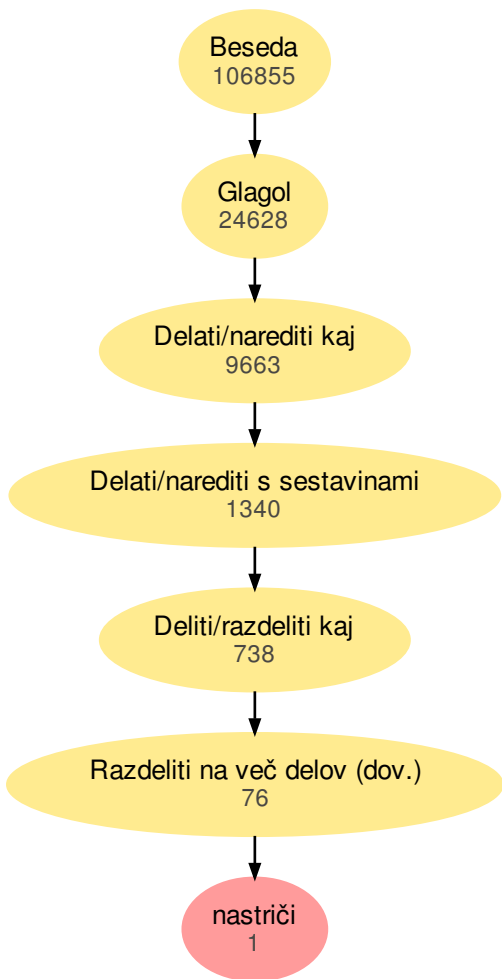 Beseda
106855
Glagol
24628
Delati/narediti kaj
9663
Delati/narediti s sestavinami
1340
Deliti/razdeliti kaj
738
Razdeliti na več delov (dov.)
76
nastriči
1